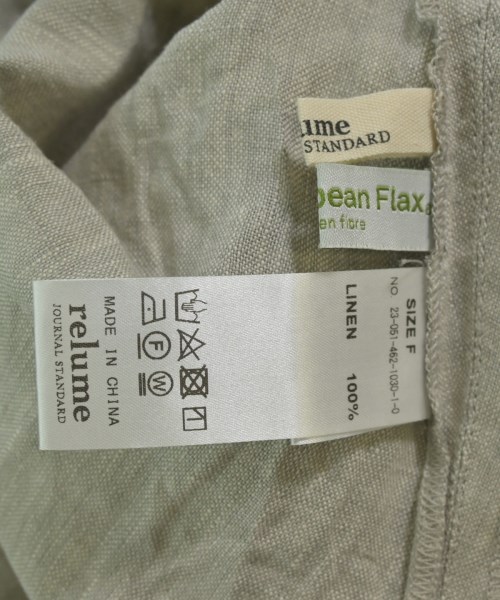 ume
STANDARD
pean Flax
an fibre
SIZE F
NO 23-051-462-1030-1-0
LINEN 100%
F
W
MADE IN CHINA
relume
JOURNAL STANDARD